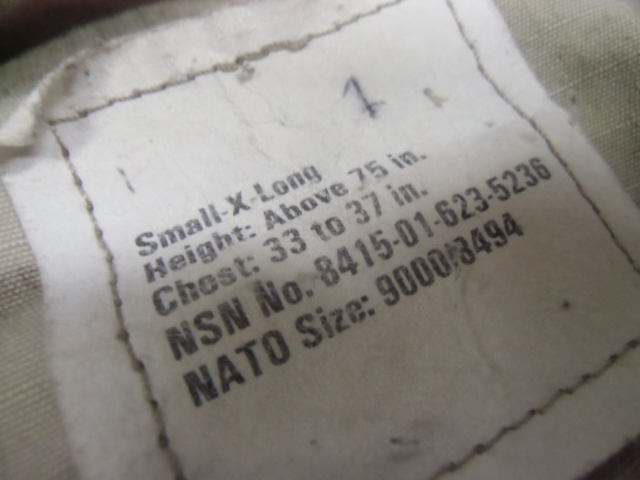 Small-X-Long
Height: Above 75 in.
Chest: 33 to 37 in.
NSN No. 8415-01-623-5236
NATO Size: 9000/8494